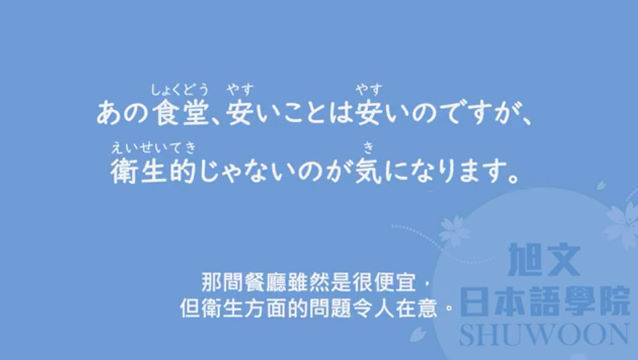 しょくどう やす やす
あの食堂、安いことは安いのですが、
えいせいてき き
衛生的じゃないのが気になります。
那間餐廳雖然是很便宜，
但衛生方面的問題令人在意。
旭文
日本語學院
SHUWOON